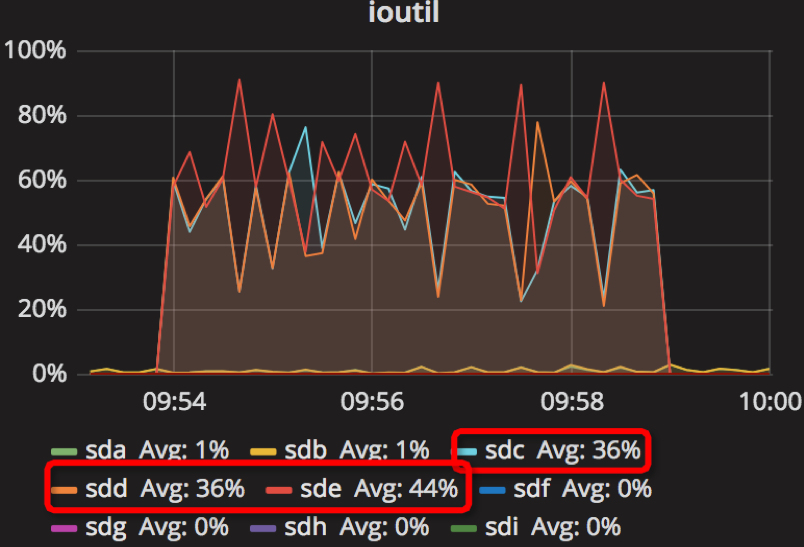 ioutil
100%
80%
60%
40%
20%
0%
09:54 09:56 09:58 10:00
sda Avg: 1% sdb Avg: 1% sdc Avg: 36%
sdd Avg: 36% sde Avg: 44% sdf Avg: 0%
sdg Avg: 0% sdh Avg: 0% sdi Avg: 0%